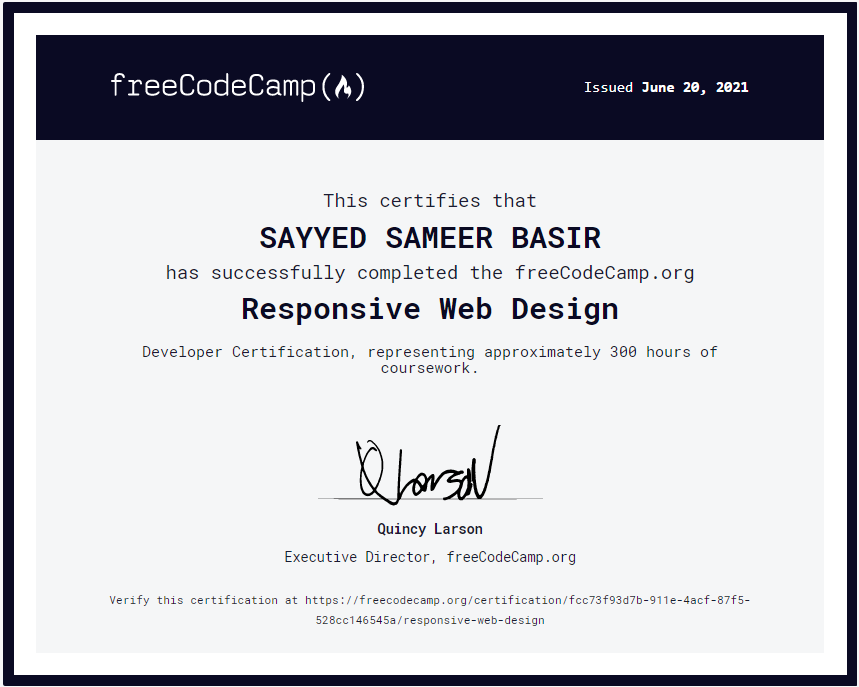 freeCodeCamp
Issued June 20, 2021
This certifies that
SAYYED SAMEER BASIR
has successfully completed the freeCodeCamp.org
Responsive Web Design
Developer Certification, representing approximately 300 hours of
coursework.
Q Larson
Quincy Larson
Executive Director, freeCodeCamp.org
Verify this certification at https://freecodecamp.org/certification/fcc73f93d7b-911e-4acf-87f5-
528cc146545a/responsive-web-design